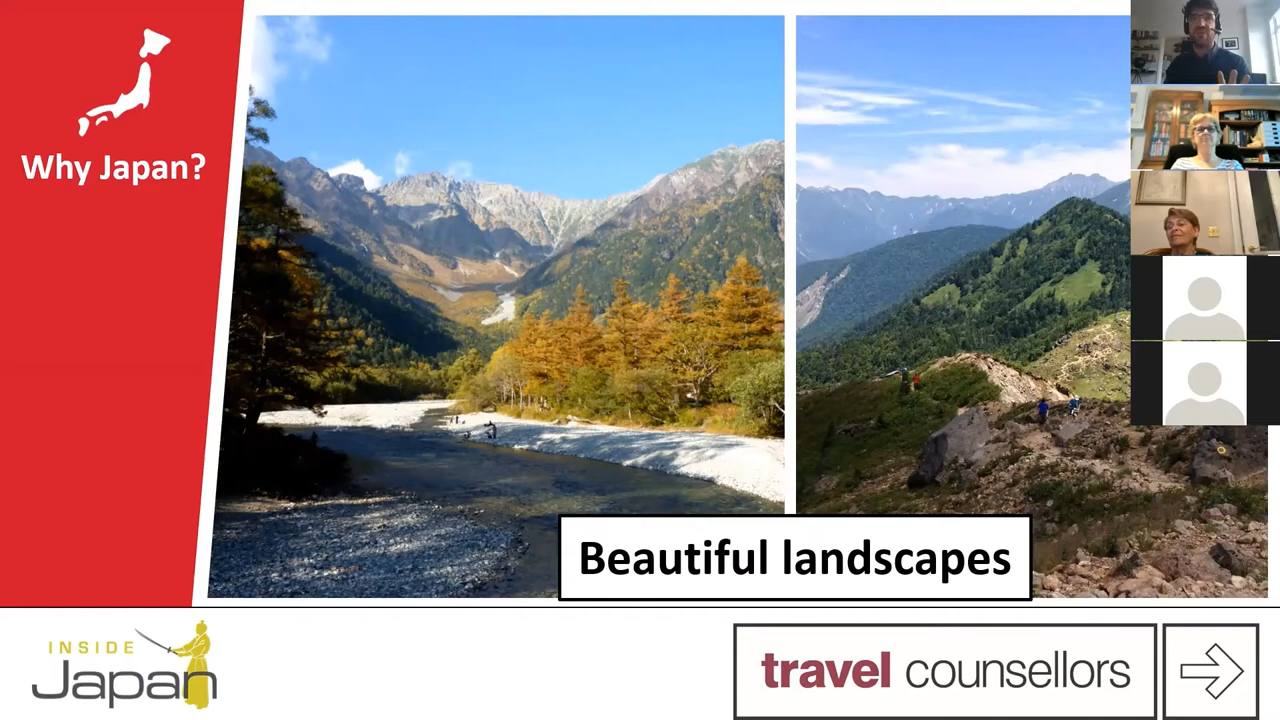 Why Japan?
Beautiful landscapes
INSIDE
Japan
travel counsellors